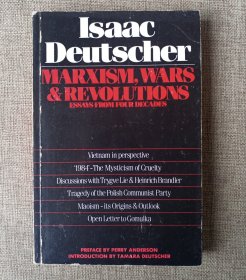 Isaac
Deutscher
MARXISM, WARS
& REVOLUTIONS
ESSAYS FROM FOUR DECADES
Vietnam in perspective
'1984'-The Mysticism of Cruelty
Discussions with Trygve Lie & Heinrich Brandler
Tragedy of the Polish Communist Party
Maoism-its Origins & Outlook
Open Letter to Gomulka
PREFACE BY PERRY ANDERSON
INTRODUCTION BY TAMARA DEUTSCHER